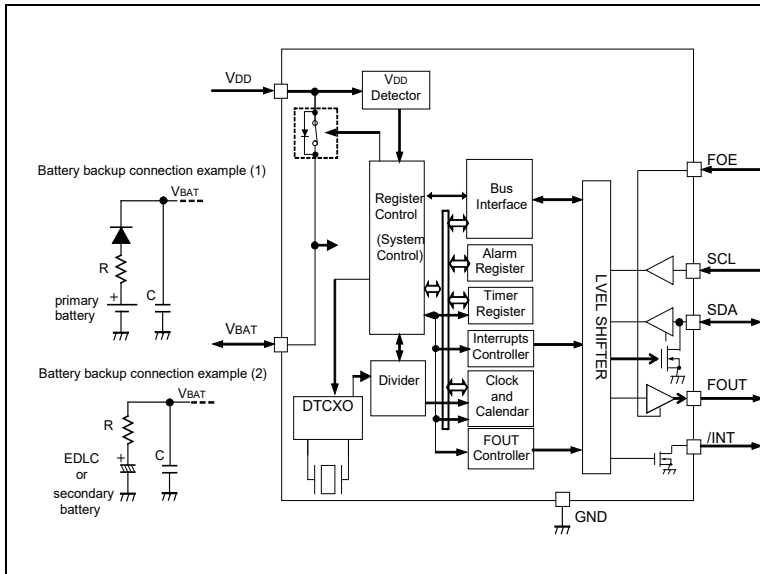 VDD
VDD
Detector
Battery backup connection example (1)
VBAT
R
+
C
primary
battery
VBAT
Battery backup connection example (2)
VBAT
R
+
C
EDLC
or
secondary
battery
Register
Control
(System
Control)
DTCXO
Divider
Bus
Interface
Alarm
Register
Timer
Register
Interrupts
Controller
Clock
and
Calendar
FOUT
Controller
LVEL SHIFTER
FOE
SCL
SDA
FOUT
/INT
GND